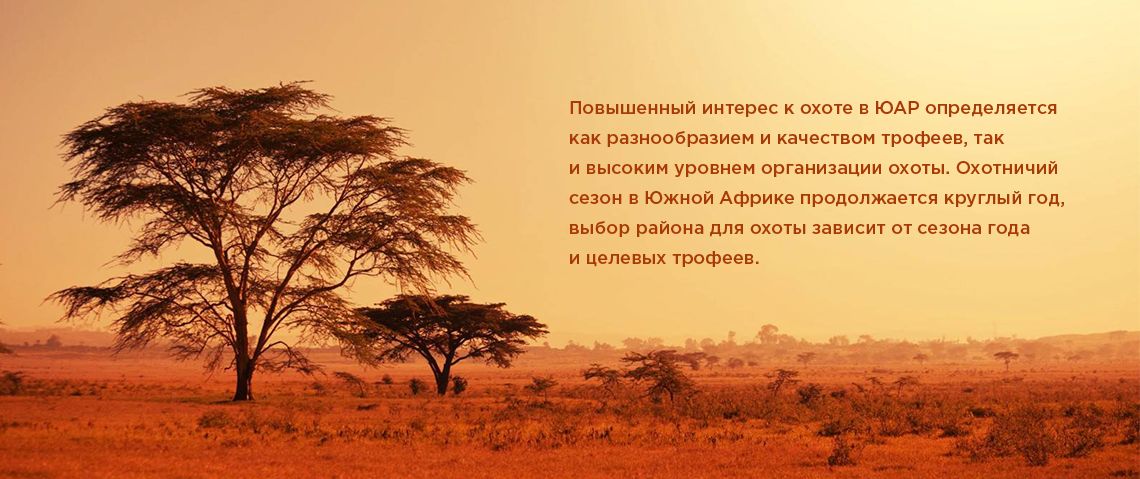 Повышенный интерес к охоте в ЮАР определяется
как разнообразием и качеством трофеев, так
и высоким уровнем организации охоты. Охотничий
сезон в Южной Африке продолжается круглый год,
выбор района для охоты зависит от сезона года
и целевых трофеев.